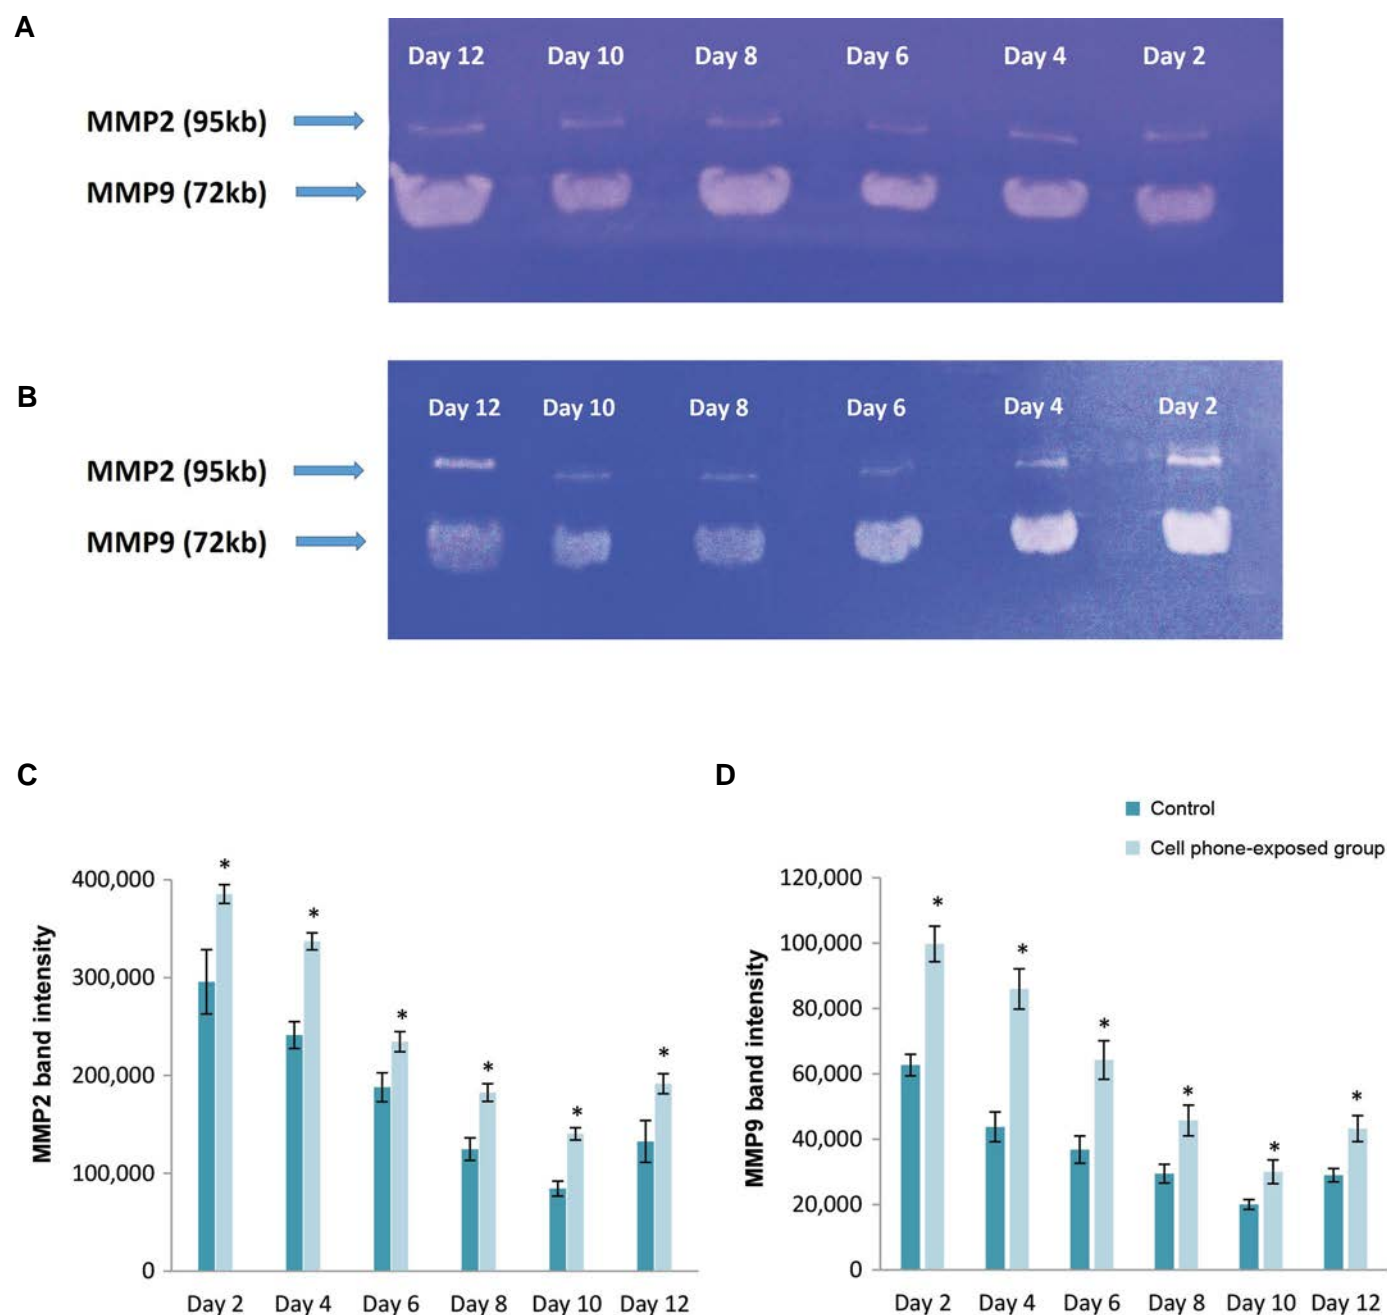 A
Day 12 Day 10 Day 8 Day 6 Day 4 Day 2
MMP2 (95kb)
MMP9 (72kb)
B
Day 12 Day 10 Day 8 Day 6 Day 4 Day 2
MMP2 (95kb)
MMP9 (72kb)
C
MMP2 band intensity
400,000
300,000
200,000
100,000
0
* * * * * *
Day 2 Day 4 Day 6 Day 8 Day 10 Day 12
D
Control
Cell phone-exposed group
MMP9 band intensity
120,000
100,000
80,000
60,000
40,000
20,000
0
* * * * * *
Day 2 Day 4 Day 6 Day 8 Day 10 Day 12